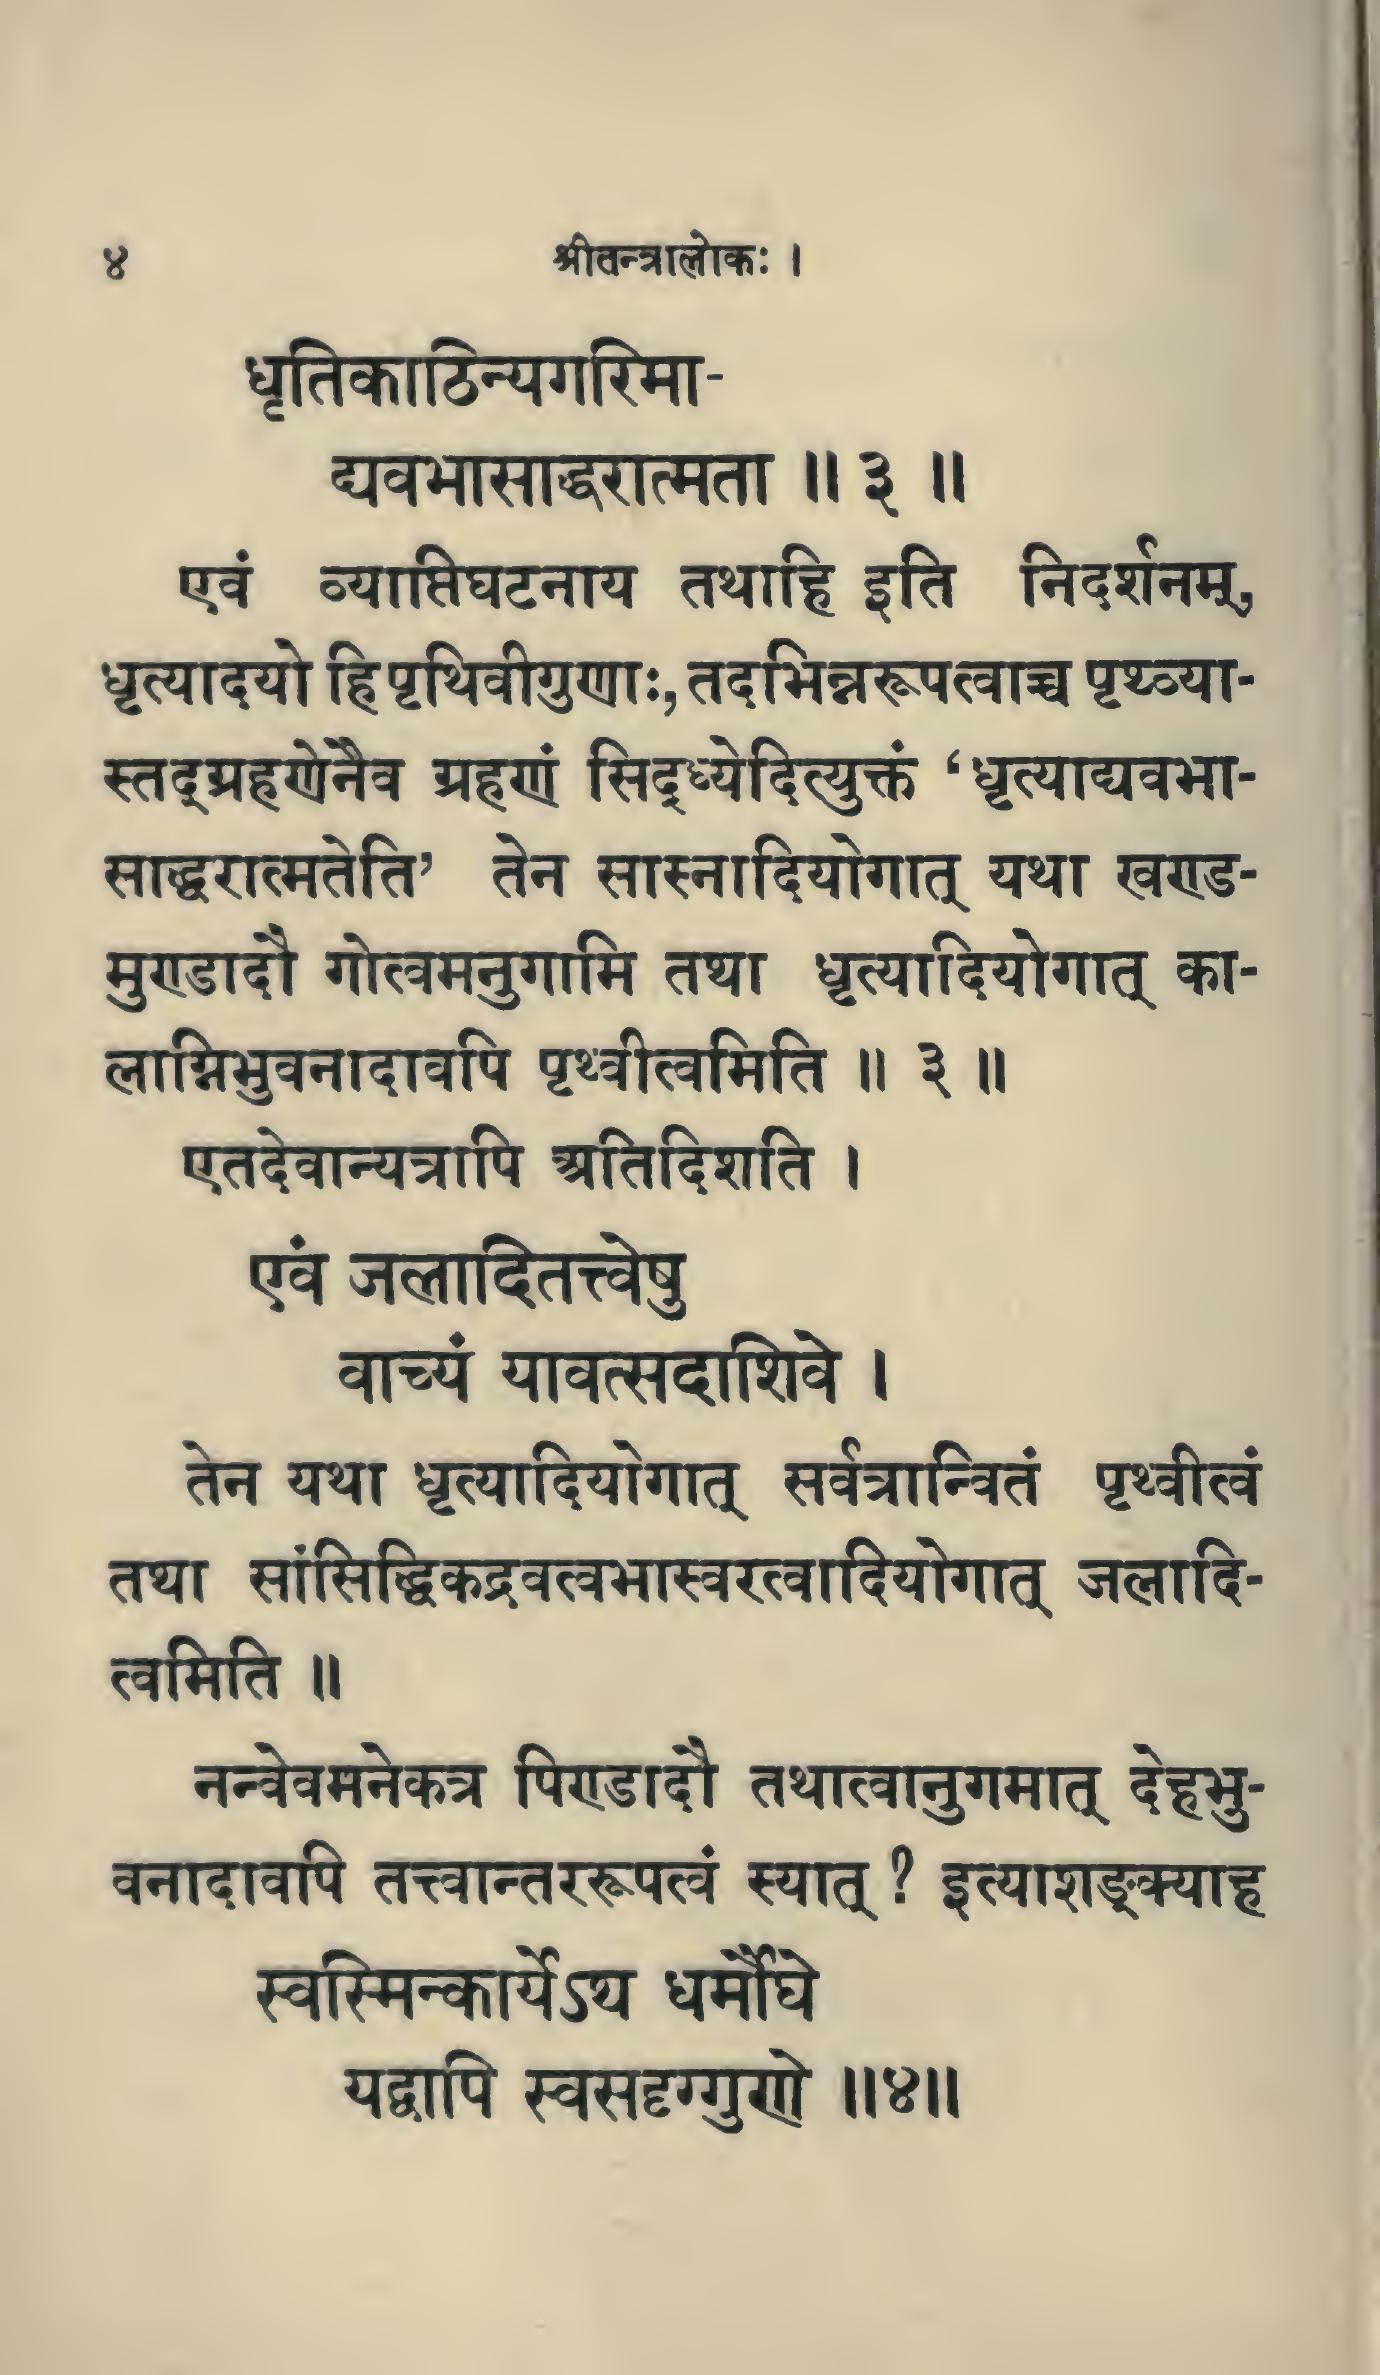 ४ श्रीतन्त्रालोकः ।
धृतिकाठिन्यगरिमा-
द्यवभासाद्धरात्मता ॥ ३ ॥
एवं व्याप्तिघटनाय तथाहि इति निदर्शनम्,
धृत्यादयो हि पृथिवीगुणाः, तदभिन्नरूपत्वाच्च पृथ्व्या-
स्तद्ग्रहणेनैव ग्रहणं सिद्ध्येदित्युक्तं ‘धृत्याद्यवभा-
साद्धरात्मतेति’ तेन सास्नादियोगात् यथा खण्ड-
मुण्डादौ गोत्वमनुगामि तथा धृत्यादियोगात् का-
लाग्निभुवनादावपि पृथ्वीत्वमिति ॥ ३ ॥
एतदेवान्यत्रापि अतिदिशति ।
एवं जलादितत्त्वेषु
वाच्यं यावत्सदाशिवे ।
तेन यथा धृत्यादियोगात् सर्वत्रान्वितं पृथ्वीत्वं
तथा सांसिद्धिकद्रवत्वभास्वरत्वादियोगात् जलादि-
त्वमिति ॥
नन्वेवमनेकत्र पिण्डादौ तथात्वानुगमात् देहभु-
वनादावपि तत्त्वान्तररूपत्वं स्यात् ? इत्याशङ्क्याह
स्वस्मिन्कार्येऽथ धर्मौघे
यद्वापि स्वसदृग्गुणे ॥४॥